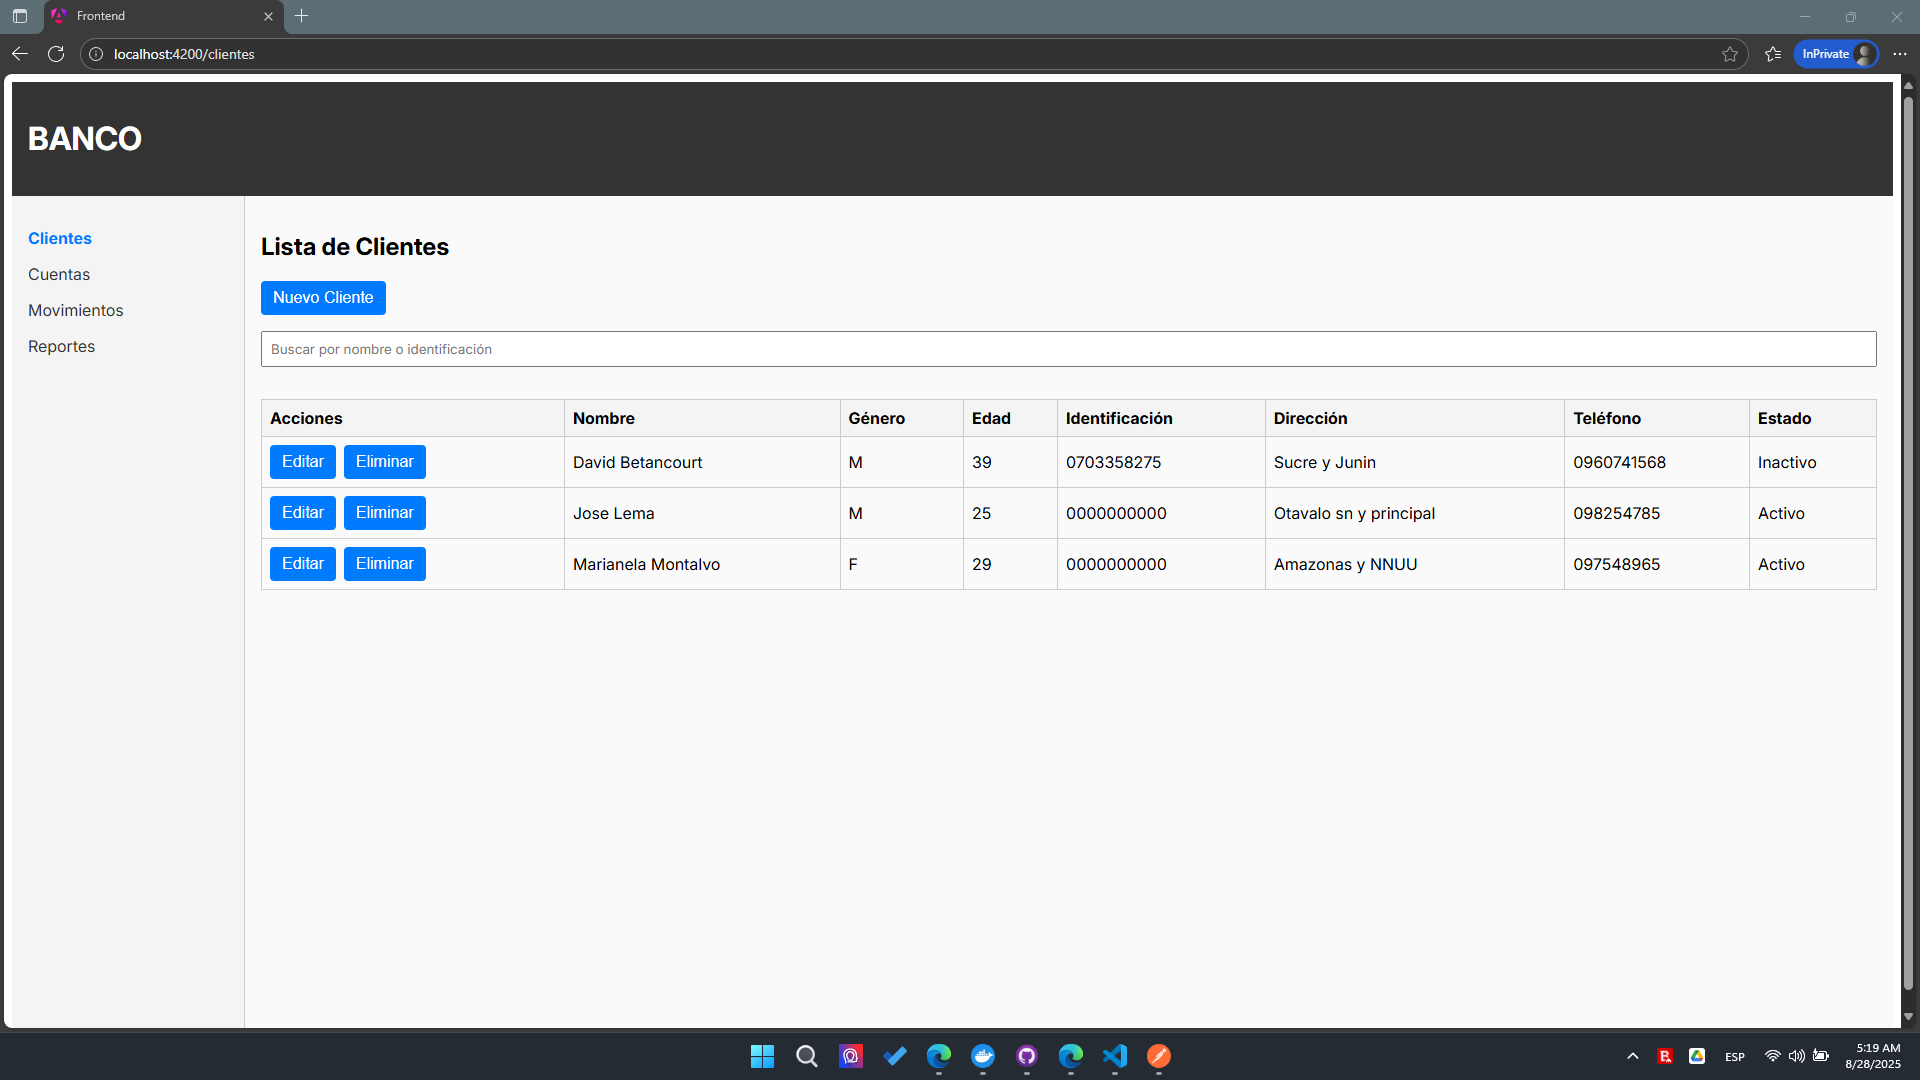 Frontend
localhost:4200/clientes
InPrivate
BANCO
Clientes
Cuentas
Movimientos
Reportes
Lista de Clientes
Nuevo Cliente
Buscar por nombre o identificación
Acciones Nombre Género Edad Identificación Dirección Teléfono Estado
Editar Eliminar David Betancourt M 39 0703358275 Sucre y Junin 0960741568 Inactivo
Editar Eliminar Jose Lema M 25 0000000000 Otavalo sn y principal 098254785 Activo
Editar Eliminar Marianela Montalvo F 29 0000000000 Amazonas y NNUU 097548965 Activo
ESP
5:19 AM
8/28/2025